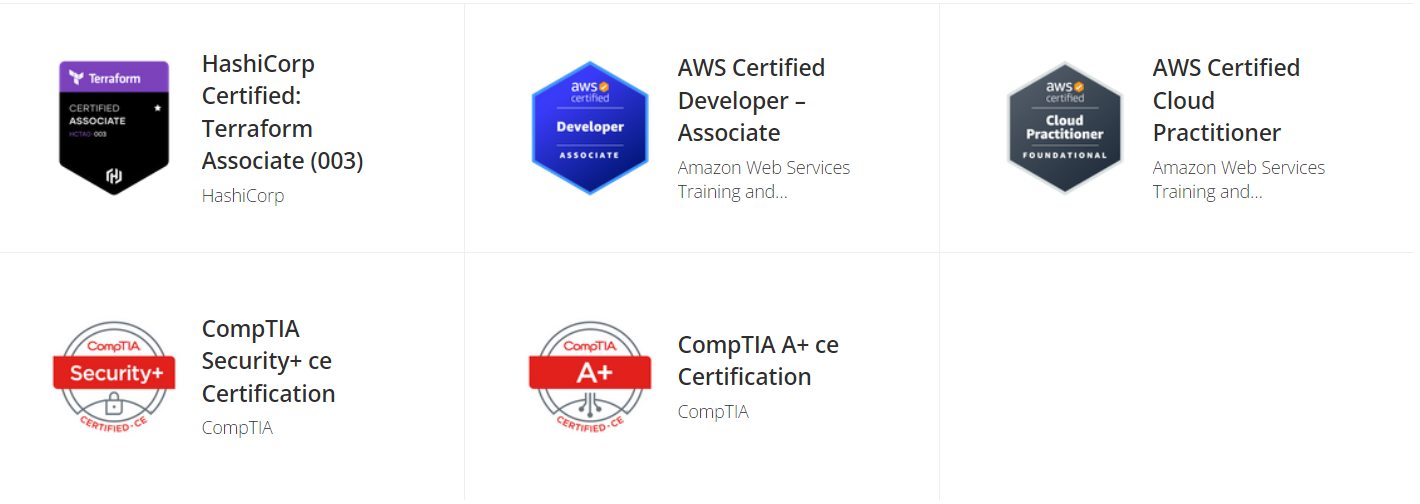 Terraform
CERTIFIED
ASSOCIATE
HCTA0-003
HashiCorp
Certified:
Terraform
Associate (003)
HashiCorp
aws
certified
Developer
ASSOCIATE
AWS Certified
Developer –
Associate
Amazon Web Services
Training and...
aws
certified
Cloud
Practitioner
FOUNDATIONAL
AWS Certified
Cloud
Practitioner
Amazon Web Services
Training and...
CompTIA.
Security+
CERTIFIED·CE
CompTIA
Security+ ce
Certification
CompTIA
CompTIA.
A+
CERTIFIED·CE
CompTIA A+ ce
Certification
CompTIA